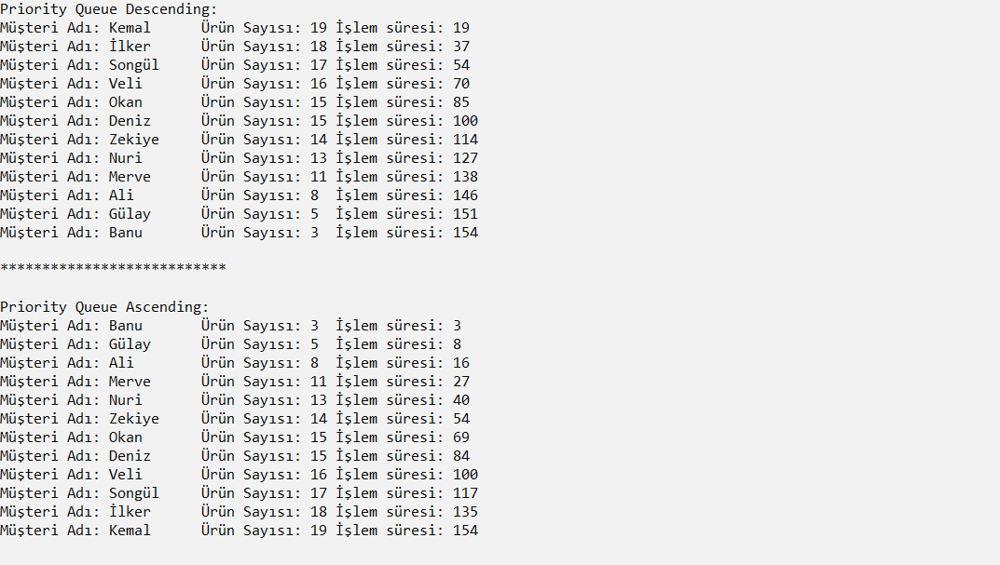 Priority Queue Descending:
Müşteri Adı: Kemal      Ürün Sayısı: 19 İşlem süresi: 19
Müşteri Adı: İlker      Ürün Sayısı: 18 İşlem süresi: 37
Müşteri Adı: Songül     Ürün Sayısı: 17 İşlem süresi: 54
Müşteri Adı: Veli       Ürün Sayısı: 16 İşlem süresi: 70
Müşteri Adı: Okan       Ürün Sayısı: 15 İşlem süresi: 85
Müşteri Adı: Deniz      Ürün Sayısı: 15 İşlem süresi: 100
Müşteri Adı: Zekiye     Ürün Sayısı: 14 İşlem süresi: 114
Müşteri Adı: Nuri       Ürün Sayısı: 13 İşlem süresi: 127
Müşteri Adı: Merve      Ürün Sayısı: 11 İşlem süresi: 138
Müşteri Adı: Ali        Ürün Sayısı: 8  İşlem süresi: 146
Müşteri Adı: Gülay      Ürün Sayısı: 5  İşlem süresi: 151
Müşteri Adı: Banu       Ürün Sayısı: 3  İşlem süresi: 154
***************************
Priority Queue Ascending:
Müşteri Adı: Banu       Ürün Sayısı: 3  İşlem süresi: 3
Müşteri Adı: Gülay      Ürün Sayısı: 5  İşlem süresi: 8
Müşteri Adı: Ali        Ürün Sayısı: 8  İşlem süresi: 16
Müşteri Adı: Merve      Ürün Sayısı: 11 İşlem süresi: 27
Müşteri Adı: Nuri       Ürün Sayısı: 13 İşlem süresi: 40
Müşteri Adı: Zekiye     Ürün Sayısı: 14 İşlem süresi: 54
Müşteri Adı: Okan       Ürün Sayısı: 15 İşlem süresi: 69
Müşteri Adı: Deniz      Ürün Sayısı: 15 İşlem süresi: 84
Müşteri Adı: Veli       Ürün Sayısı: 16 İşlem süresi: 100
Müşteri Adı: Songül     Ürün Sayısı: 17 İşlem süresi: 117
Müşteri Adı: İlker      Ürün Sayısı: 18 İşlem süresi: 135
Müşteri Adı: Kemal      Ürün Sayısı: 19 İşlem süresi: 154